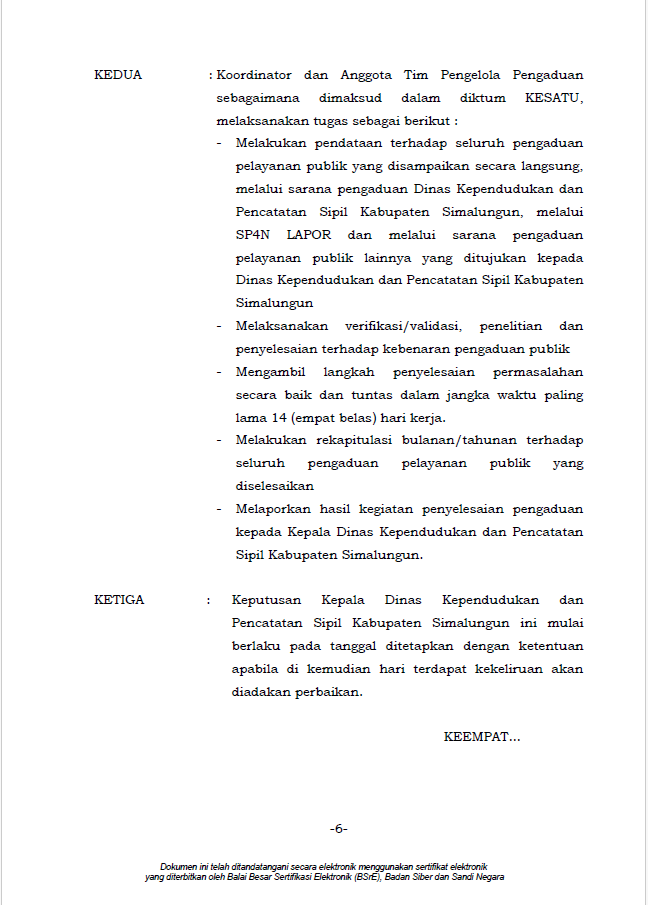 KEDUA : Koordinator dan Anggota Tim Pengelola Pengaduan
sebagaimana dimaksud dalam diktum KESATU,
melaksanakan tugas sebagai berikut :
- Melakukan pendataan terhadap seluruh pengaduan
pelayanan publik yang disampaikan secara langsung,
melalui sarana pengaduan Dinas Kependudukan dan
Pencatatan Sipil Kabupaten Simalungun, melalui
SP4N LAPOR dan melalui sarana pengaduan
pelayanan publik lainnya yang ditujukan kepada
Dinas Kependudukan dan Pencatatan Sipil Kabupaten
Simalungun
- Melaksanakan verifikasi/validasi, penelitian dan
penyelesaian terhadap kebenaran pengaduan publik
- Mengambil langkah penyelesaian permasalahan
secara baik dan tuntas dalam jangka waktu paling
lama 14 (empat belas) hari kerja.
- Melakukan rekapitulasi bulanan/tahunan terhadap
seluruh pengaduan pelayanan publik yang
diselesaikan
- Melaporkan hasil kegiatan penyelesaian pengaduan
kepada Kepala Dinas Kependudukan dan Pencatatan
Sipil Kabupaten Simalungun.
KETIGA : Keputusan Kepala Dinas Kependudukan dan
Pencatatan Sipil Kabupaten Simalungun ini mulai
berlaku pada tanggal ditetapkan dengan ketentuan
apabila di kemudian hari terdapat kekeliruan akan
diadakan perbaikan.
KEEMPAT...
-6-
Dokumen ini telah ditandatangani secara elektronik menggunakan sertifikat elektronik
yang diterbitkan oleh Balai Besar Sertifikasi Elektronik (BSrE), Badan Siber dan Sandi Negara